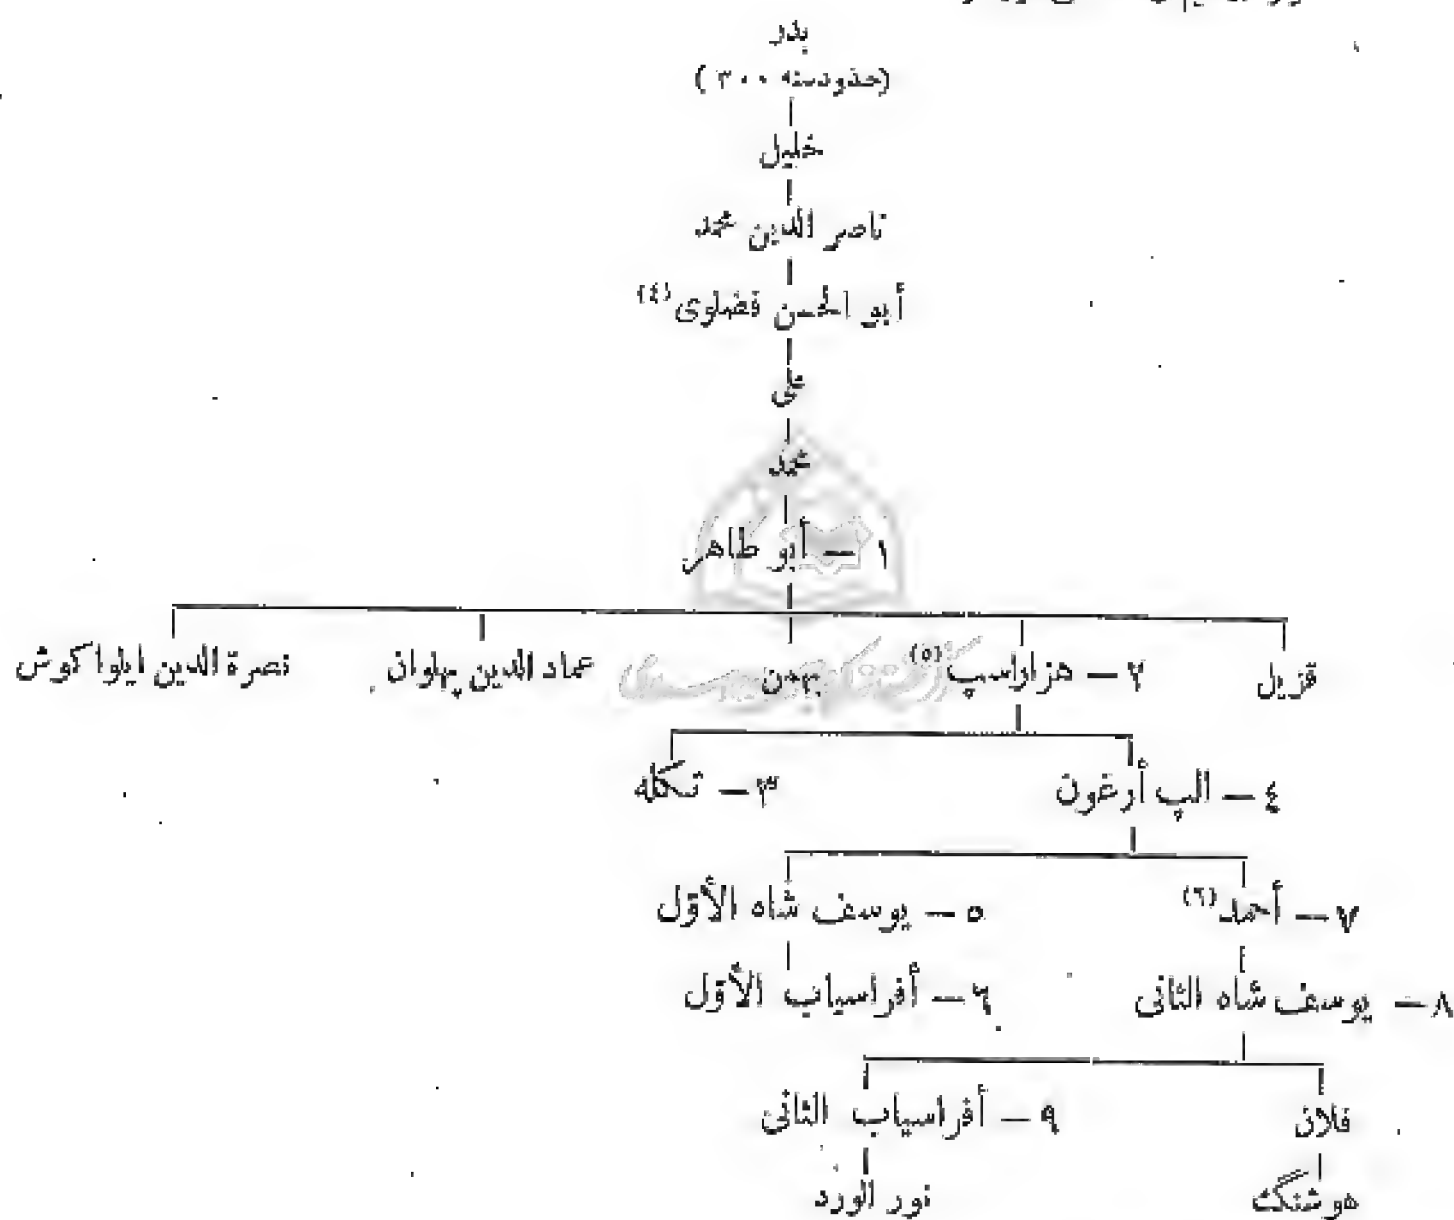 بدر
(حدود سنة ٣٠٠)
خليل
ناصر الدين محمد
أبو الحسن فضلوى (٤)
على
محمد
١ — أبو طاهر
قزيل
٢ — هزاراسپ (٥)
بهمن
عماد الدين پهلوان
نصرة الدين ايلواكوش
٤ — الپ أرغون
٣ — تكله
٧ — أحمد (٦)
٥ — يوسف شاه الأوّل
٨ — يوسف شاه الثانى
٦ — أفراسياب الأوّل
فلان
٩ — أفراسياب الثانى
هوشنگ
نور الورد